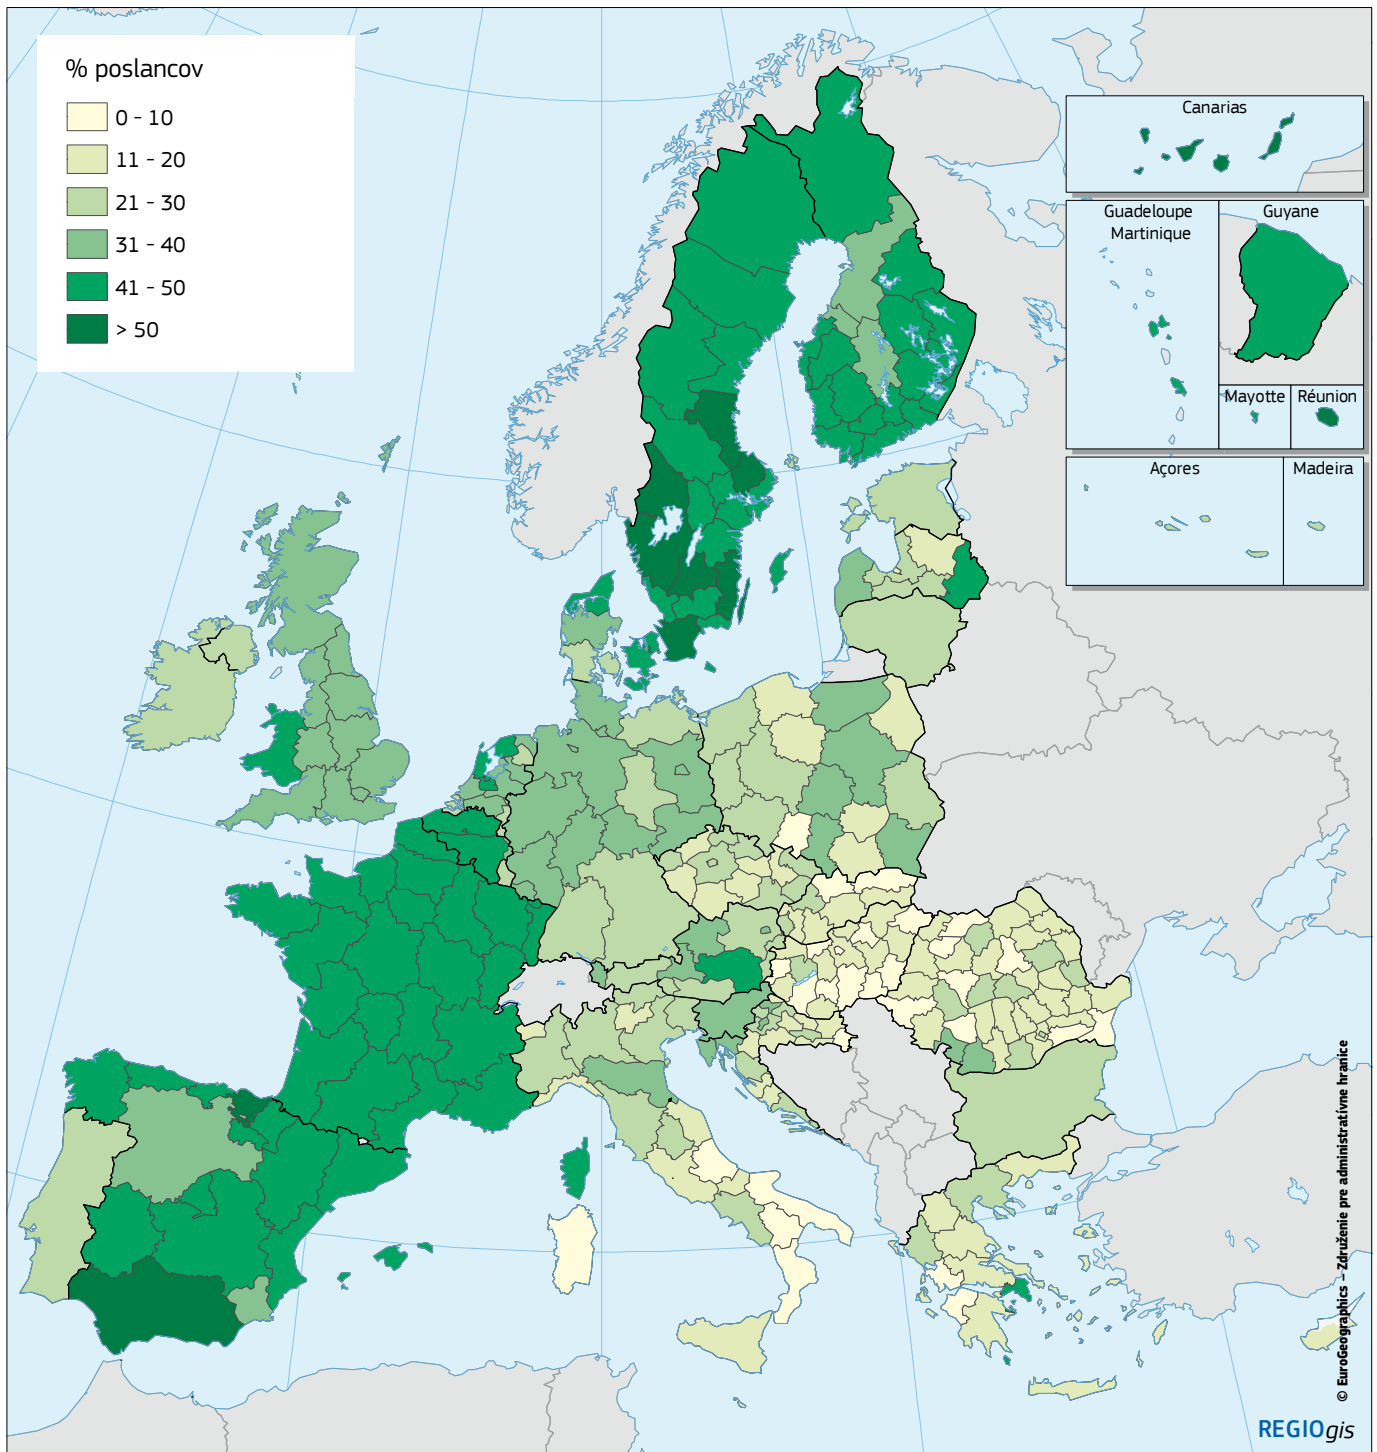 % poslancov
0 - 10
11 - 20
21 - 30
31 - 40
41 - 50
> 50
Canarias
Guadeloupe
Martinique
Guyane
Mayotte
Réunion
Açores
Madeira
© EuroGeographics – Združenie pre administratívne hranice
REGIOgis